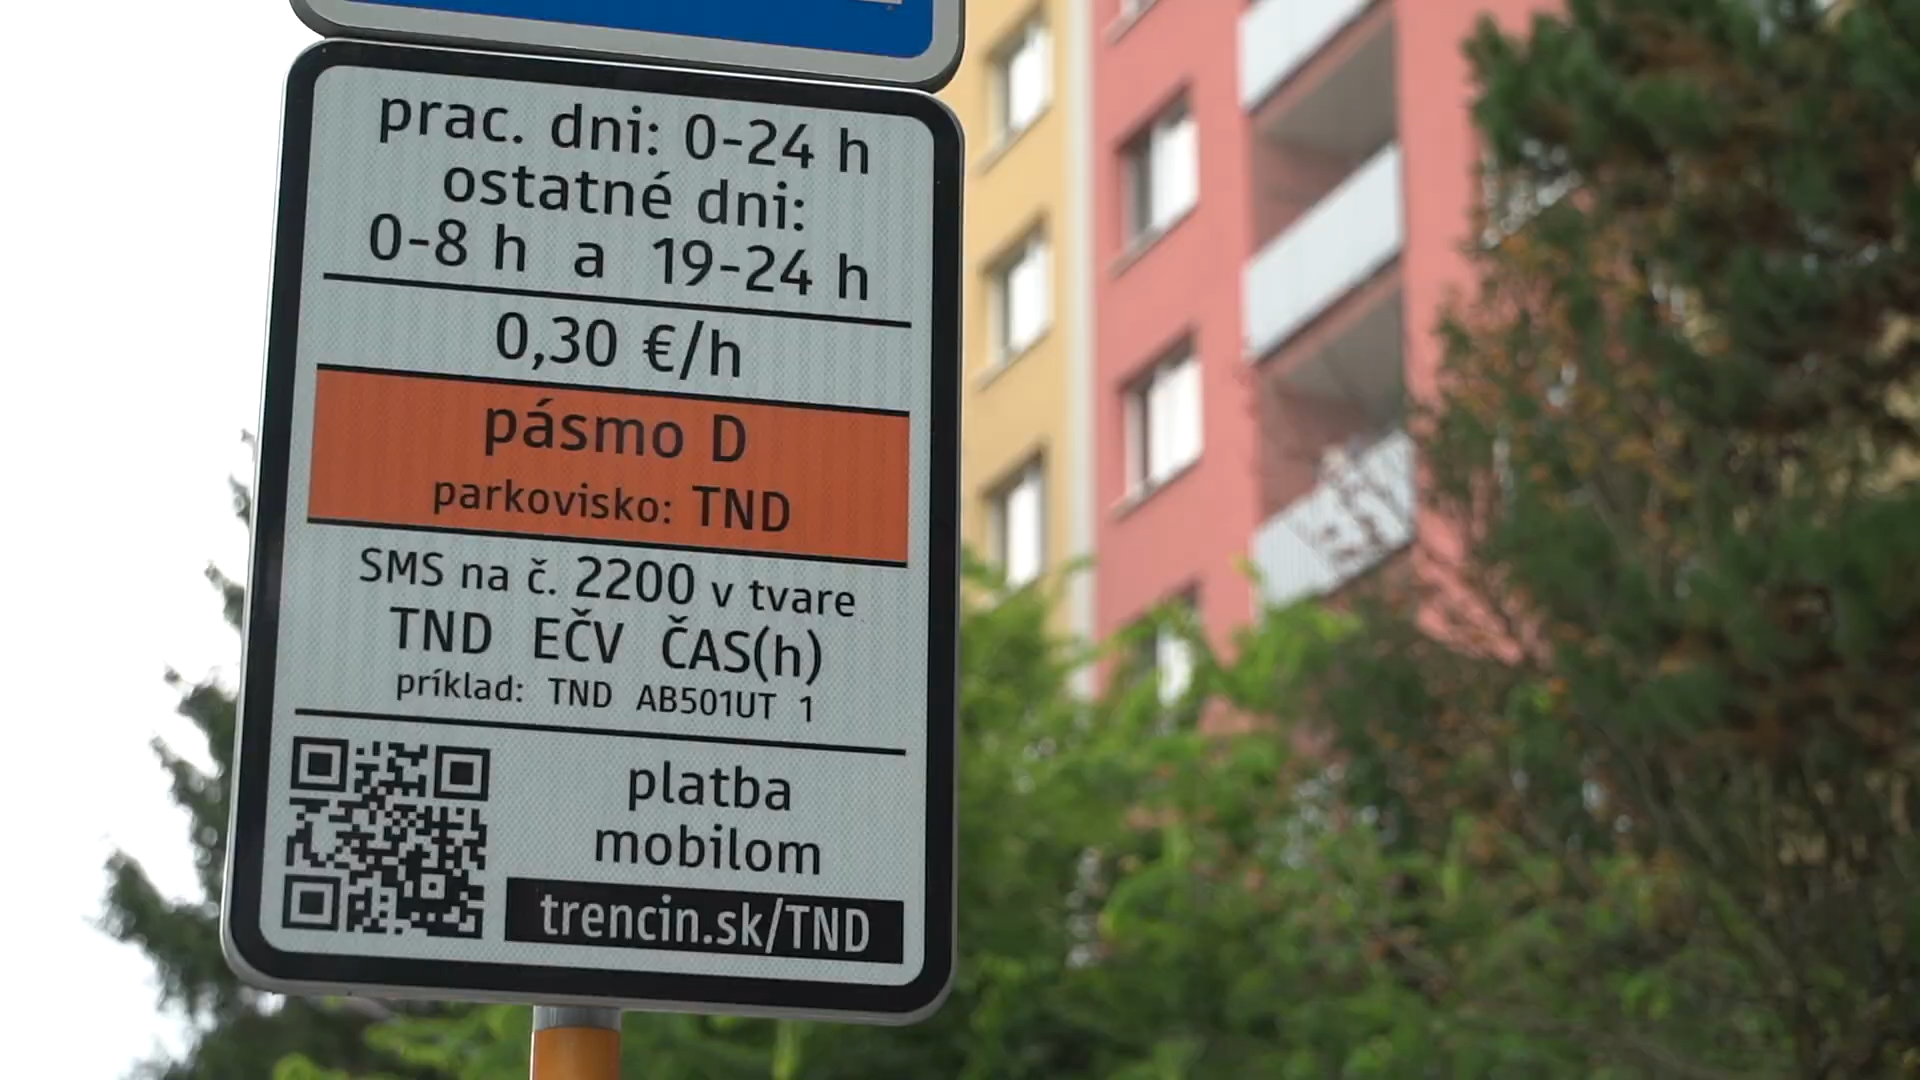 prac. dni: 0-24 h
ostatné dni:
0-8 h a 19-24 h
0,30 €/h
pásmo D
parkovisko: TND
SMS na č. 2200 v tvare
TND EČV ČAS(h)
príklad: TND AB501UT 1
platba
mobilom
trencin.sk/TND